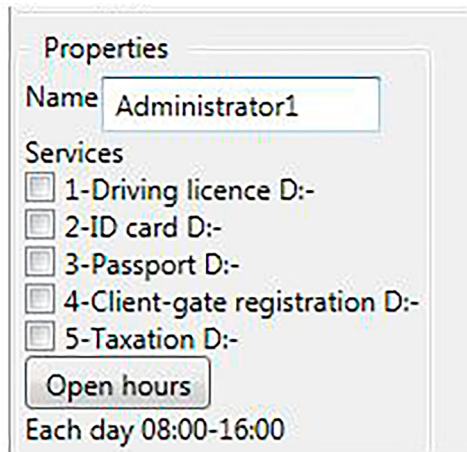 Properties
Name Administrator1
Services
1-Driving licence D:-
2-ID card D:-
3-Passport D:-
4-Client-gate registration D:-
5-Taxation D:-
Open hours
Each day 08:00-16:00